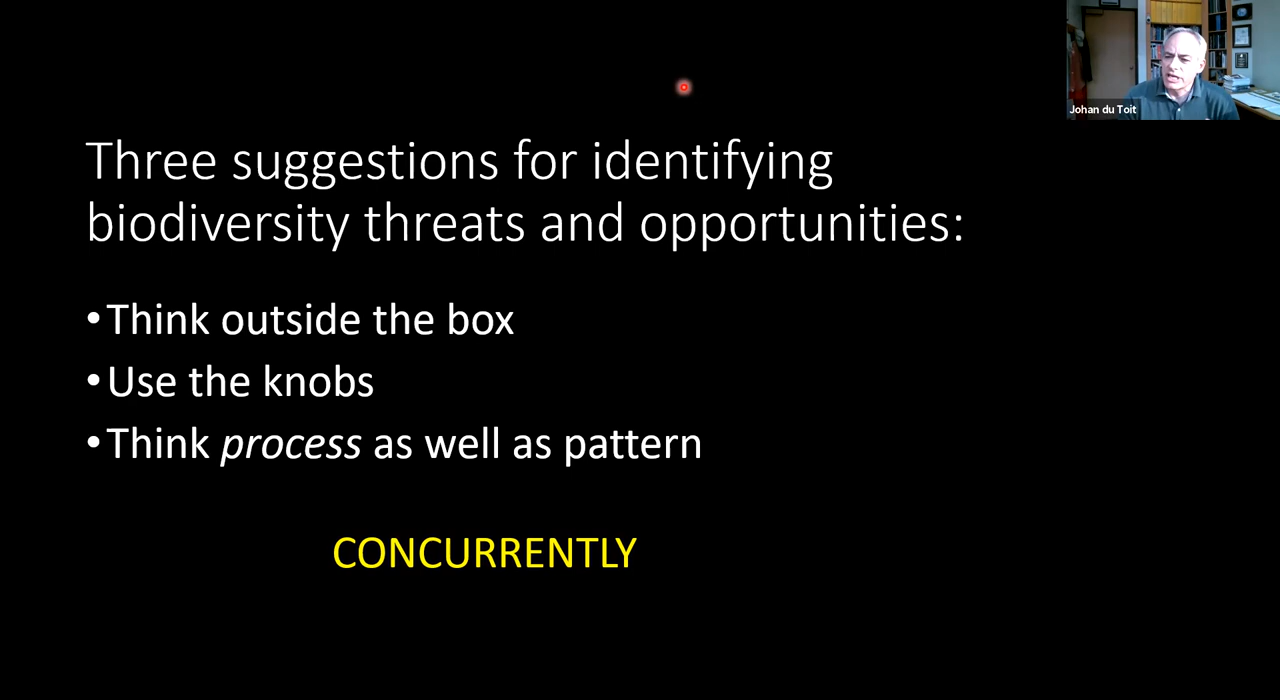 Johan du Toit
Three suggestions for identifying
biodiversity threats and opportunities:
•Think outside the box
•Use the knobs
•Think process as well as pattern
CONCURRENTLY